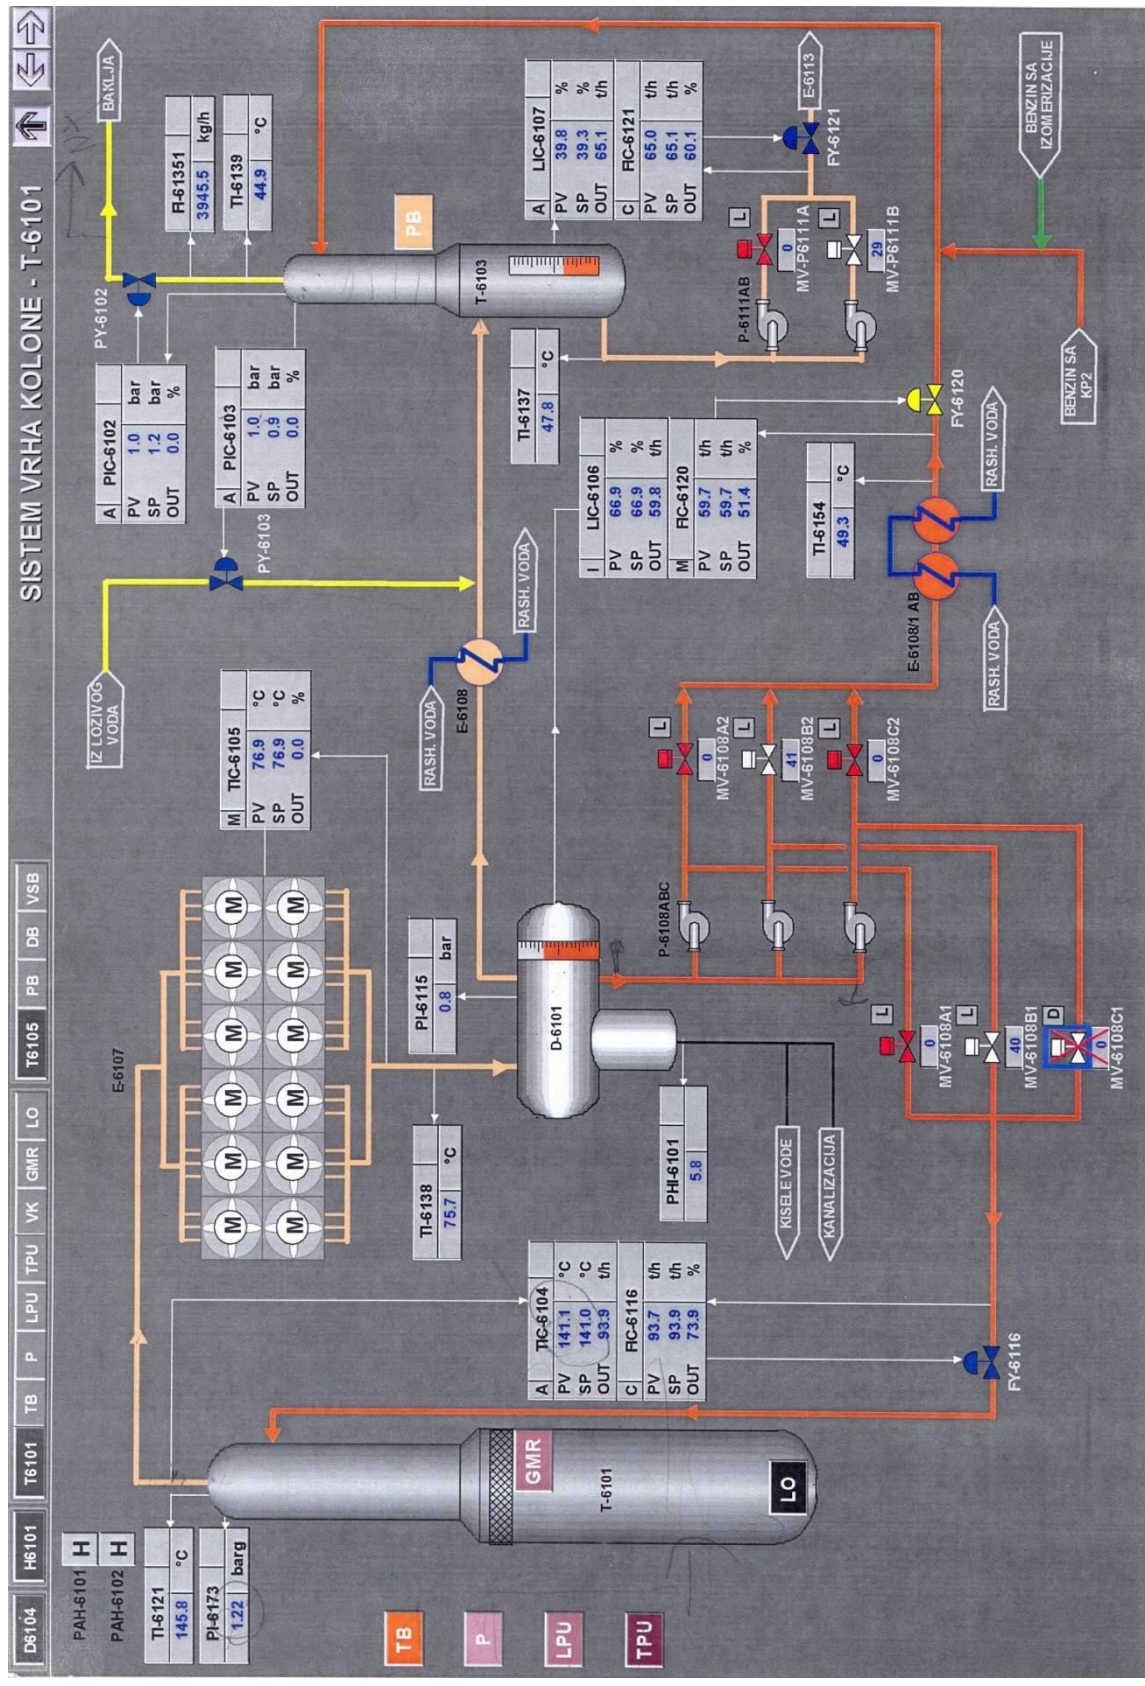 SISTEM VRHA KOLONE - T-6101
D6104 H6101 T6101 TB P LPU TPU VK GMR LO T6105 PB DB VSB
PAH-6101 H
PAH-6102 H
TI-6121
145.8 °C
PI-6173
1.22 barg
TB
P
LPU
TPU
T-6101
GMR
LO
E-6107
M M M M M M M
M M M M M M M
TI-6138
75.7 °C
A TIC-6104
PV 141.1 °C
SP 141.0 °C
OUT 93.9 t/h
C FIC-6116
PV 93.7 t/h
SP 93.9 t/h
OUT 73.9 %
FY-6116
PHI-6101
5.8
KISELE VODE
KANALIZACIJA
D-6101
PI-6115
0.8 bar
M TIC-6105
PV 76.9 °C
SP 76.9 °C
OUT 0.0 %
IZ LOZIVOG
VODA
PY-6103
A PIC-6102
PV 1.0 bar
SP 1.2 bar
OUT 0.0 %
A PIC-6103
PV 1.0 bar
SP 0.9 bar
OUT 0.0 %
PY-6102
BAKLJA
FI-61351
3945.5 kg/h
TI-6139
44.9 °C
E-6108
RASH. VODA
RASH. VODA
T-6103
PB
A LIC-6107
PV 39.8 %
SP 39.3 %
OUT 65.1 t/h
C FIC-6121
PV 65.0 t/h
SP 65.1 t/h
OUT 60.1 %
E-6113
FY-6121
TI-6137
47.8 °C
P-6111AB
L
0
MV-P6111A
L
29
MV-P6111B
I LIC-6106
PV 66.9 %
SP 66.9 %
OUT 59.8 t/h
M FIC-6120
PV 59.7 t/h
SP 59.7 t/h
OUT 51.4 %
TI-6154
49.3 °C
FY-6120
E-6108/1 AB
RASH. VODA
RASH. VODA
BENZIN SA
KP2
BENZIN SA
IZOMERIZACIJE
P-6108ABC
L
0
MV-6108A2
L
41
MV-6108B2
L
0
MV-6108C2
L
0
MV-6108A1
L
40
MV-6108B1
D
0
MV-6108C1